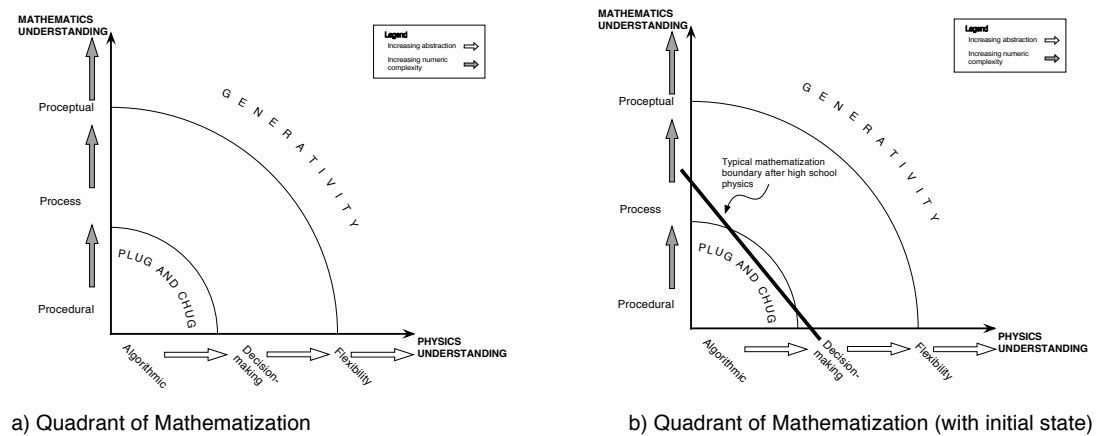 MATHEMATICS
UNDERSTANDING
Legend
Increasing abstraction
Increasing numeric
complexity
GENERATIVITY
Proceptual
Process
PLUG AND CHUG
Procedural
PHYSICS
UNDERSTANDING
Algorithmic
Decision-
making
Flexibility
a) Quadrant of Mathematization
MATHEMATICS
UNDERSTANDING
Legend
Increasing abstraction
Increasing numeric
complexity
GENERATIVITY
Proceptual
Typical mathematization
boundary after high school
physics
Process
PLUG AND CHUG
Procedural
PHYSICS
UNDERSTANDING
Algorithmic
Decision-
making
Flexibility
b) Quadrant of Mathematization (with initial state)